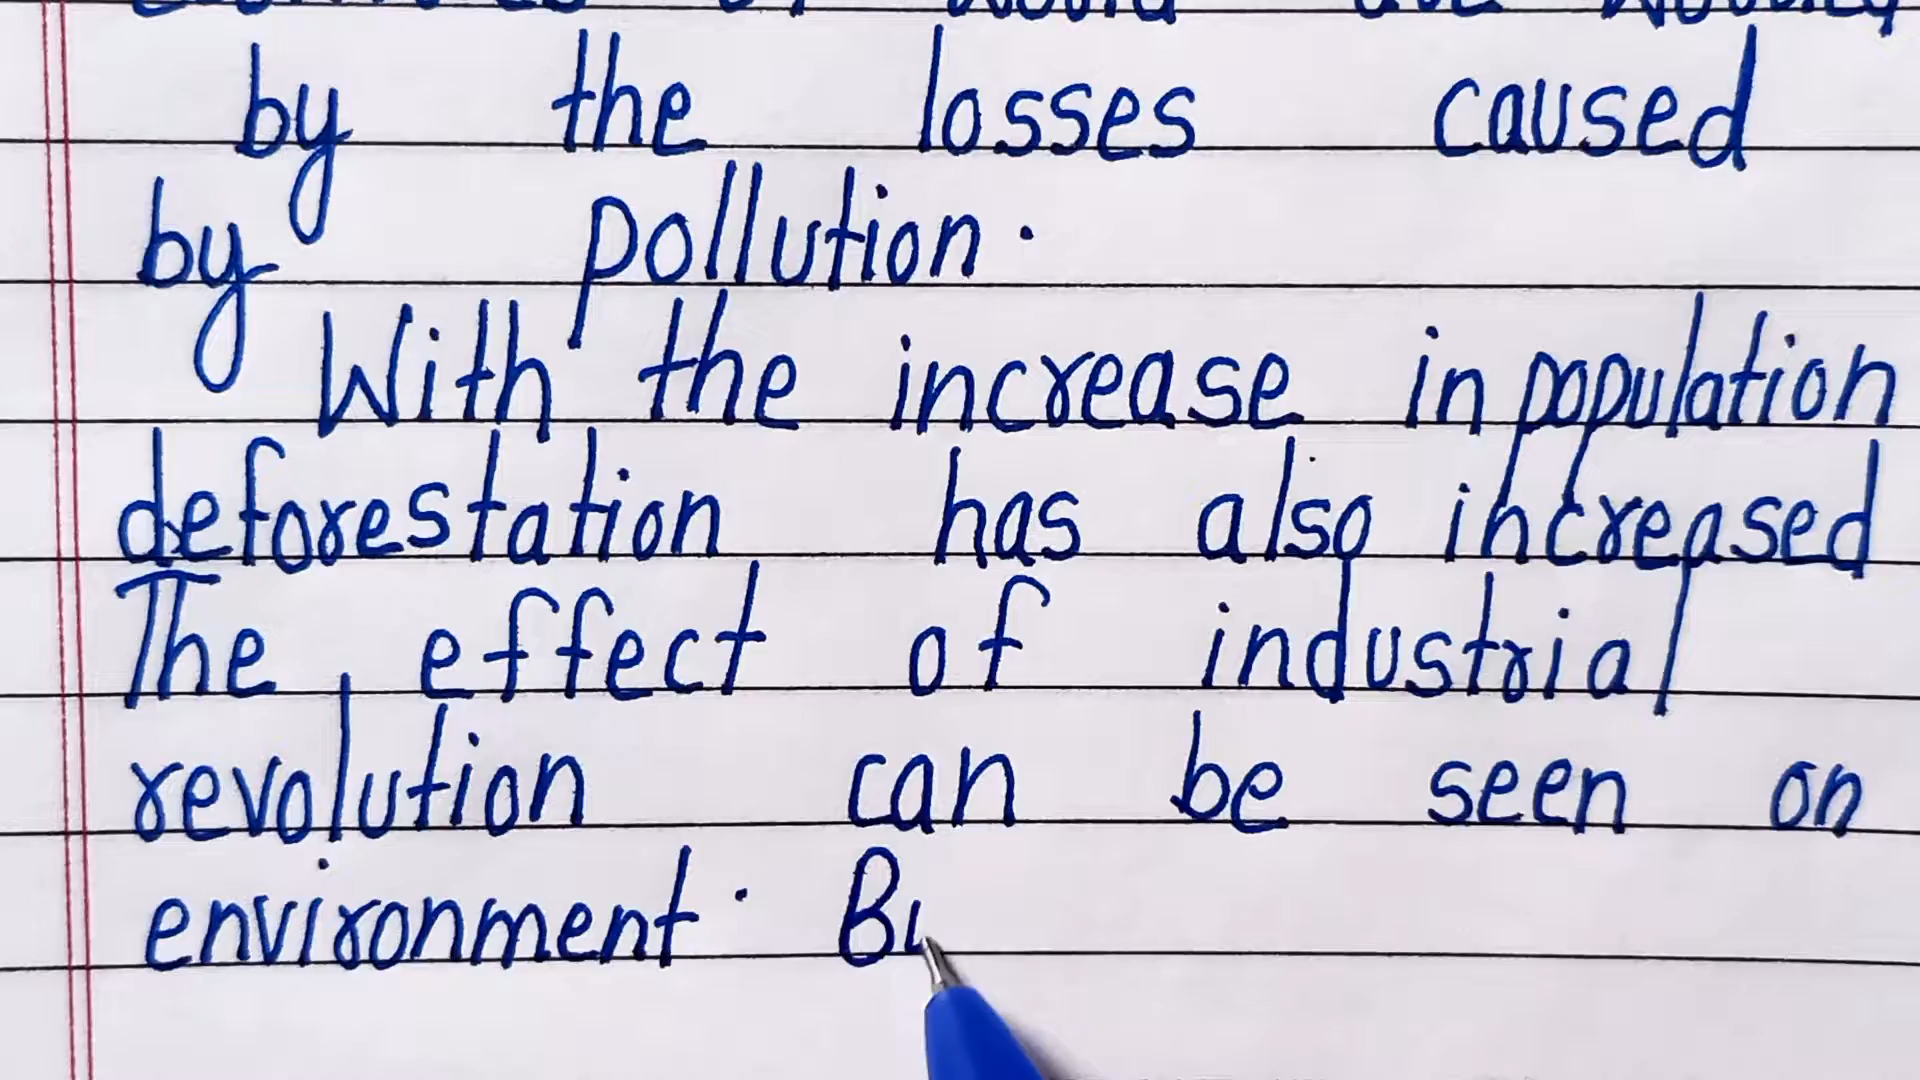 by the losses caused
by pollution.
With the increase in population
deforestation has also increased
The effect of industrial
revolution can be seen on
environment. Bu